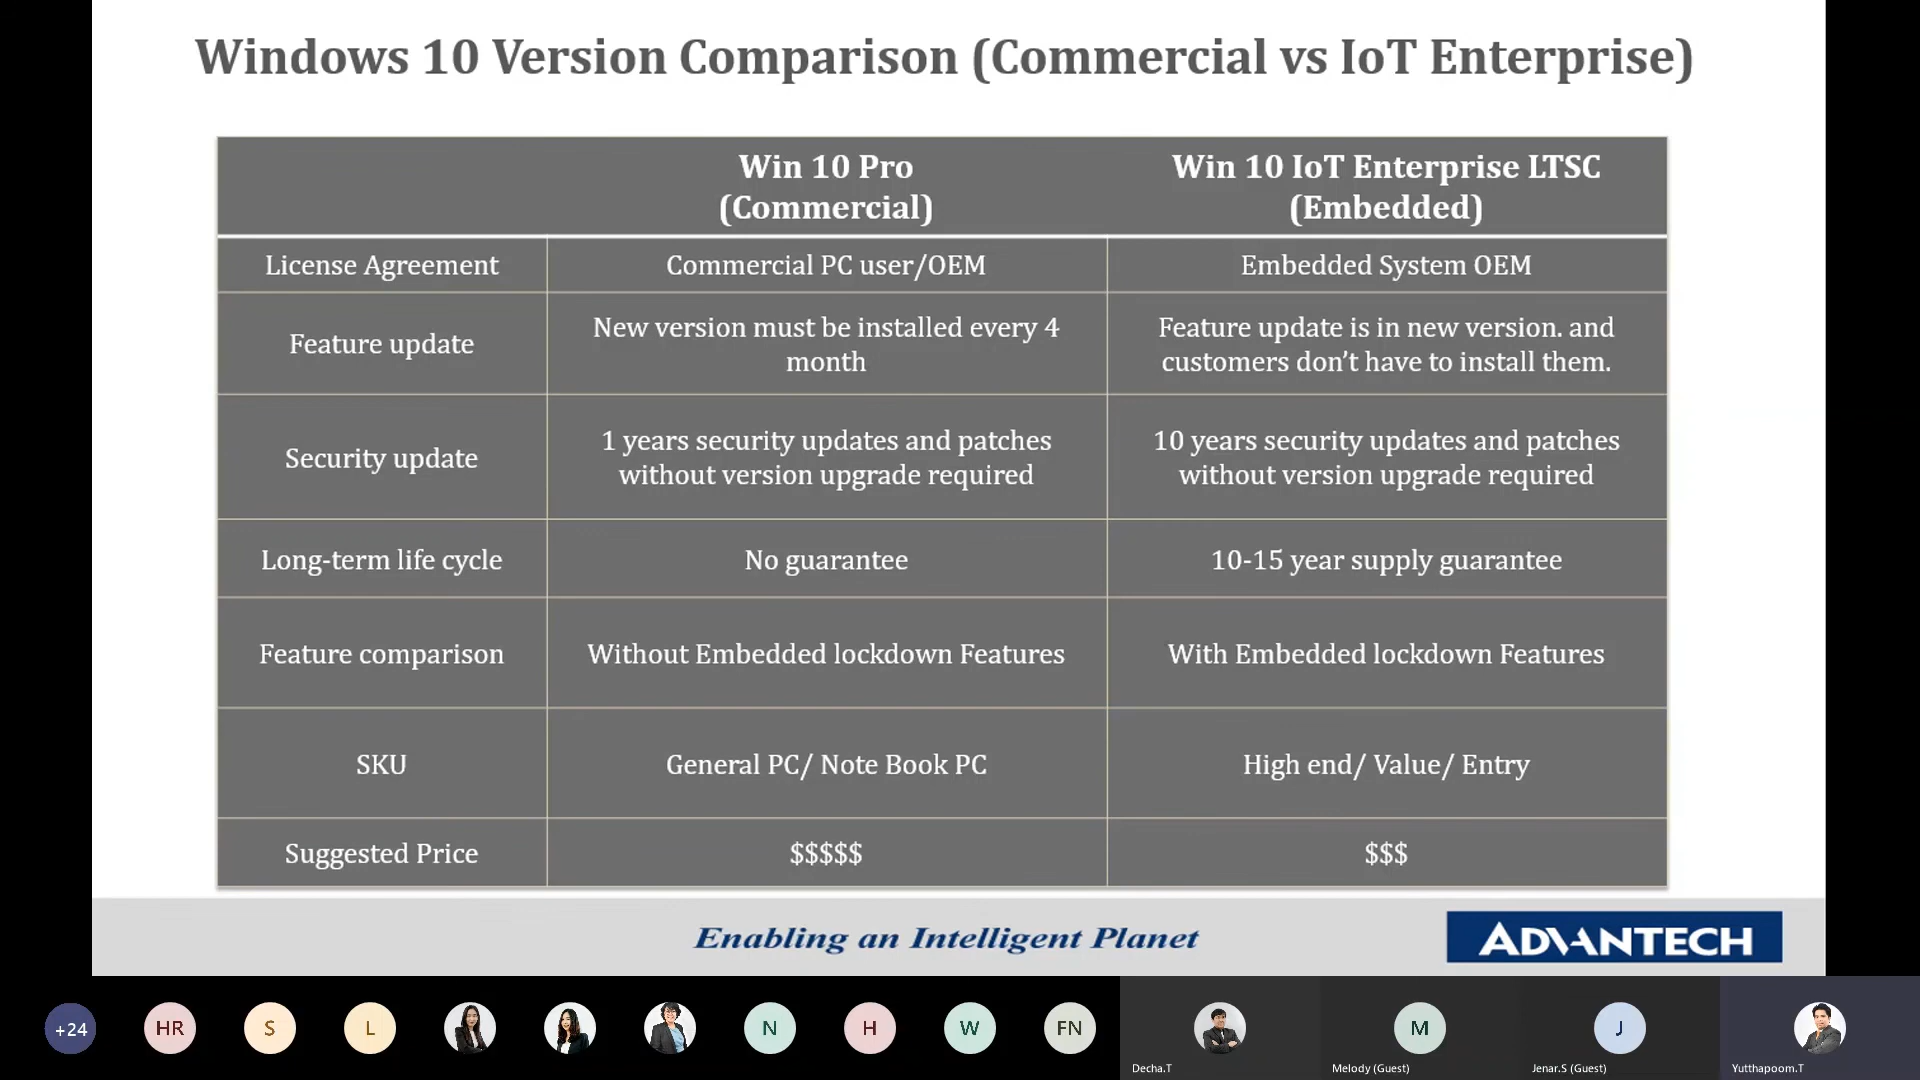 Windows 10 Version Comparison (Commercial vs IoT Enterprise)
Win 10 Pro
(Commercial)
Win 10 IoT Enterprise LTSC
(Embedded)
License Agreement
Commercial PC user/OEM
Embedded System OEM
Feature update
New version must be installed every 4
month
Feature update is in new version. and
customers don’t have to install them.
Security update
1 years security updates and patches
without version upgrade required
10 years security updates and patches
without version upgrade required
Long-term life cycle
No guarantee
10-15 year supply guarantee
Feature comparison
Without Embedded lockdown Features
With Embedded lockdown Features
SKU
General PC/ Note Book PC
High end/ Value/ Entry
Suggested Price
$$$$$
$$$
Enabling an Intelligent Planet
ADVANTECH
+24
HR
S
L
N
H
W
FN
M
J
Decha.T
Melody (Guest)
Jenar.S (Guest)
Yutthapoom.T